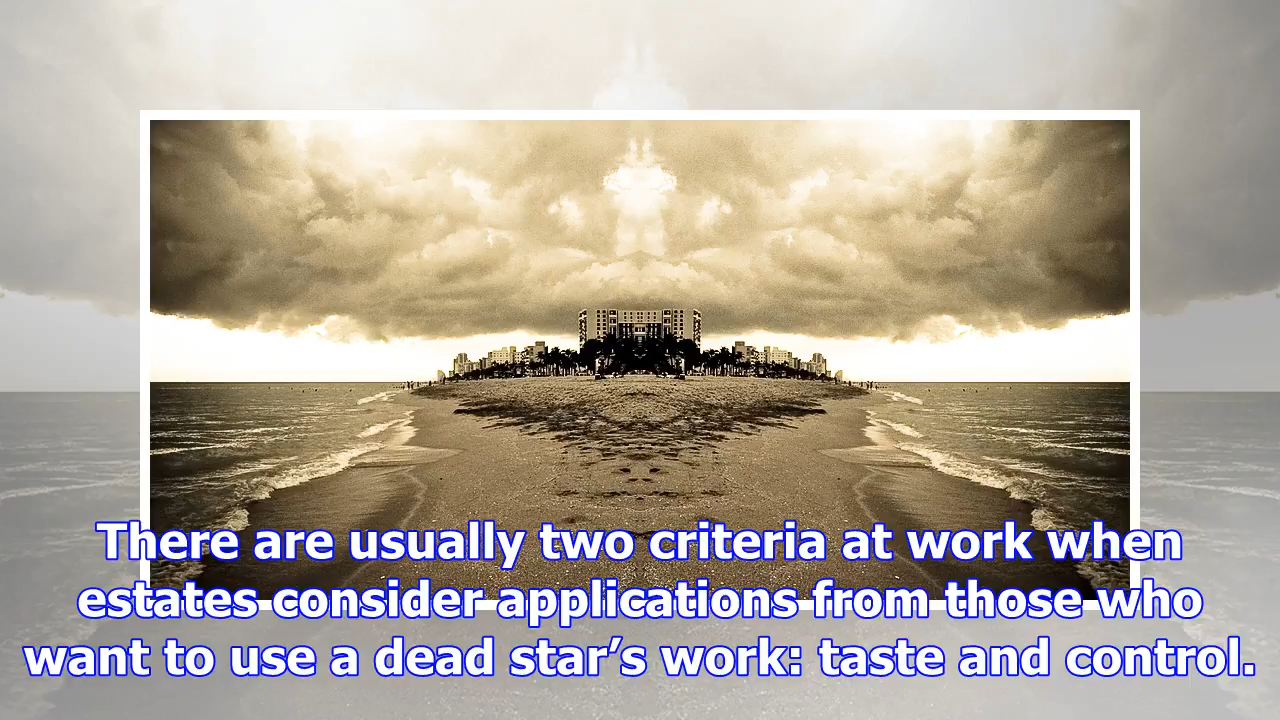 There are usually two criteria at work when
estates consider applications from those who
want to use a dead star’s work: taste and control.